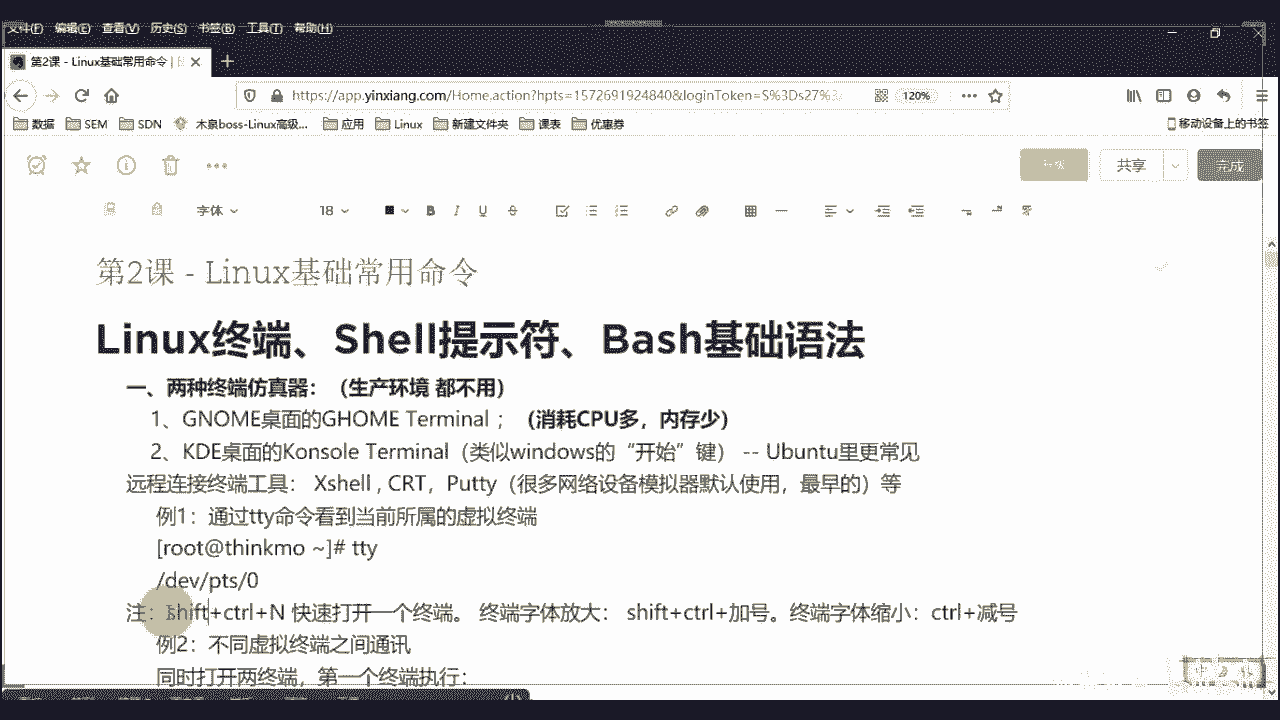 文件(F) 编辑(E) 查看(V) 历史(S) 书签(B) 工具(T) 帮助(H)
第2课 - Linux基础常用命令 |
https://app.yinxiang.com/Home.action?hpts=1572691924840&loginToken=S%3Ds27%3 120%
数据 SEM SDN 木泉boss-Linux高级... 应用 Linux 新建文件夹 课表 优惠券 移动设备上的书签
共享 完成
字体 18 B I U S
第2课 - Linux基础常用命令
Linux终端、Shell提示符、Bash基础语法
一、两种终端仿真器：（生产环境 都不用）
1、GNOME桌面的GHOME Terminal ； （消耗CPU多，内存少）
2、KDE桌面的Konsole Terminal（类似windows的“开始”键） -- Ubuntu里更常见
远程连接终端工具： Xshell , CRT，Putty（很多网络设备模拟器默认使用，最早的）等
例1：通过tty命令看到当前所属的虚拟终端
[root@thinkmo ~]# tty
/dev/pts/0
注：shift+ctrl+N 快速打开一个终端。 终端字体放大： shift+ctrl+加号。终端字体缩小：ctrl+减号
例2：不同虚拟终端之间通讯
同时打开两终端，第一个终端执行：